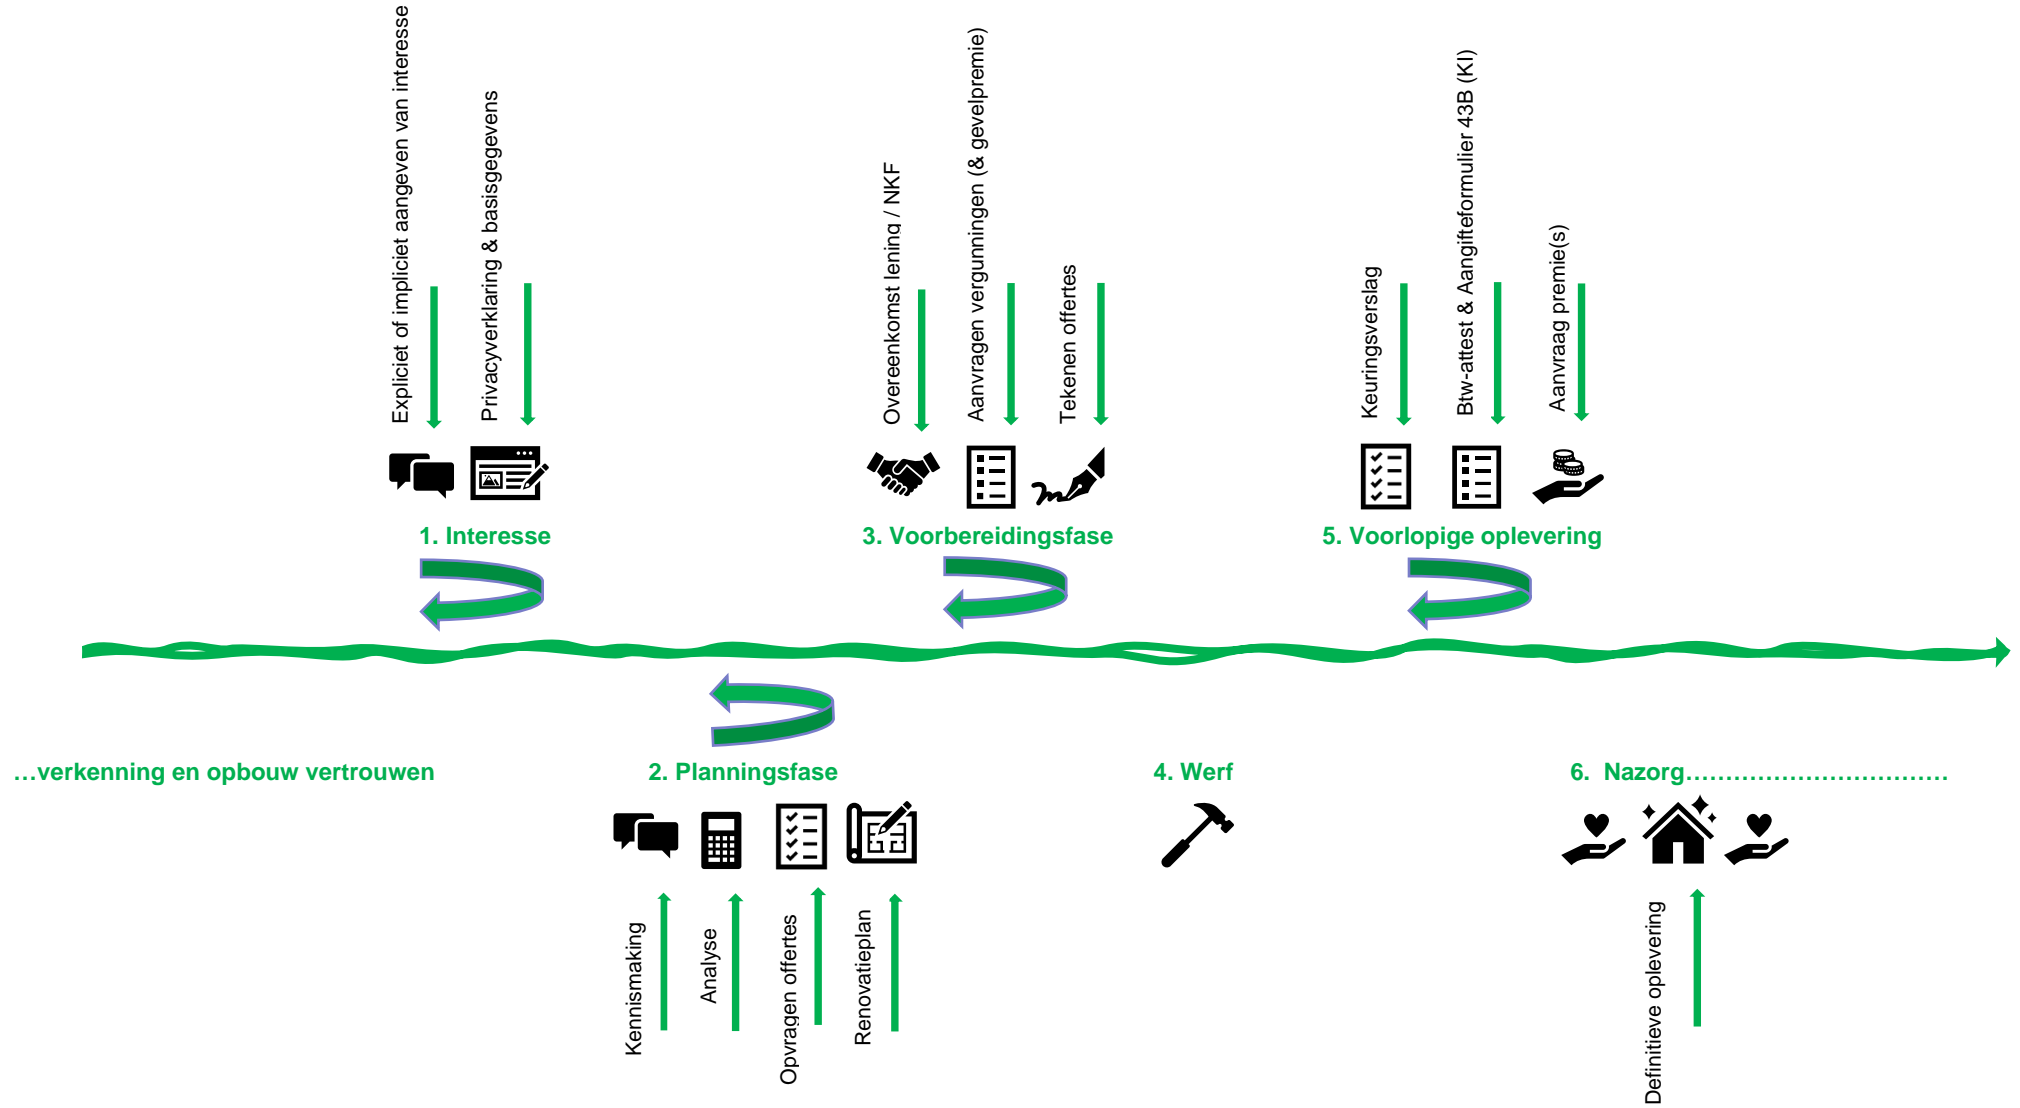 Expliciet of impliciet aangeven van interesse
Privacyverklaring & basisgegevens
Overeenkomst lening / NKF
Aanvragen vergunningen (& gevelpremie)
Tekenen offertes
Keuringsverslag
Btw-attest & Aangifteformulier 43B (KI)
Aanvraag premie(s)
1. Interesse
3. Voorbereidingsfase
5. Voorlopige oplevering
…verkenning en opbouw vertrouwen
2. Planningsfase
4. Werf
6. Nazorg……………………………
Kennismaking
Analyse
Opvragen offertes
Renovatieplan
Definitieve oplevering